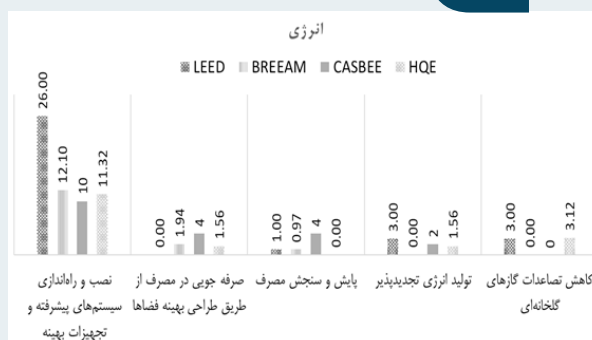 انرژی
LEED BREEAM CASBEE HQE
26.00 12.10 10 11.32
0.00 1.94 4 1.56
1.00 0.97 4 0.00
3.00 0.00 2 1.56
3.00 0.00 0 3.12
نصب و راه‌اندازی
سیستم‌های پیشرفته و
تجهیزات بهینه
صرفه جویی در مصرف از
طریق طراحی بهینه فضاها
پایش و سنجش مصرف
تولید انرژی تجدیدپذیر
کاهش تصاعدات گازهای
گلخانه‌ای